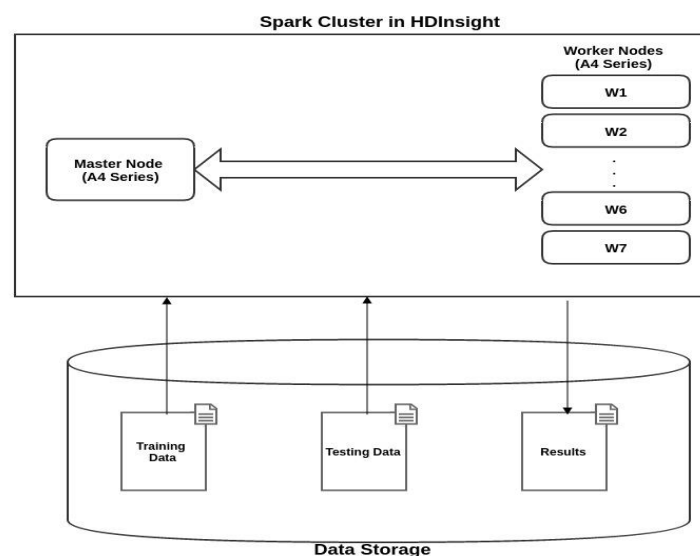 Spark Cluster in HDInsight
Worker Nodes
(A4 Series)
W1
W2
Master Node
(A4 Series)
W6
W7
Training
Data
Testing Data
Results
Data Storage